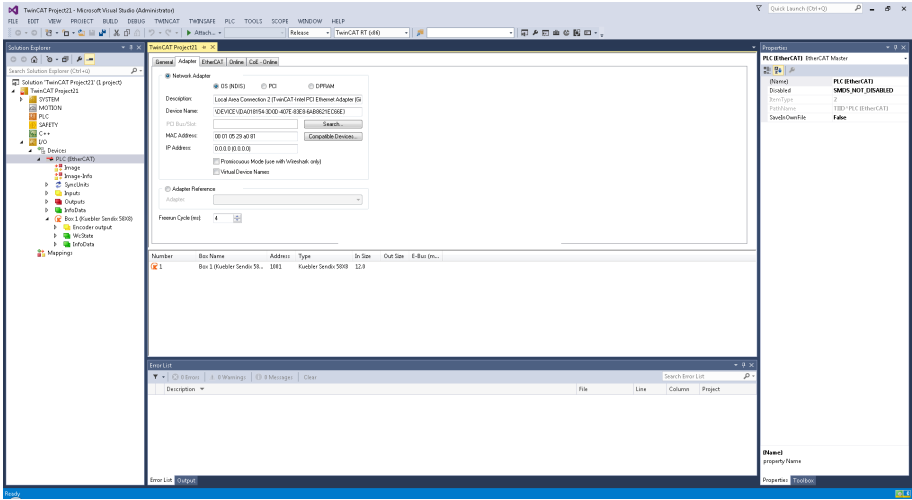 TwinCAT Project21 - Microsoft Visual Studio (Administrator)
Quick Launch (Ctrl+Q)
FILE EDIT VIEW PROJECT BUILD DEBUG TWINCAT TWINSAFE PLC TOOLS SCOPE WINDOW HELP
Attach... Release TwinCAT RT (x86)
Solution Explorer
Search Solution Explorer (Ctrl+ü)
Solution 'TwinCAT Project21' (1 project)
TwinCAT Project21
SYSTEM
MOTION
PLC
SAFETY
C++
I/O
Devices
PLC (EtherCAT)
Image
Image-Info
SyncUnits
Inputs
Outputs
InfoData
Box 1 (Kuebler Sendix 58X8)
Encoder output
WcState
InfoData
Mappings
TwinCAT Project21
General Adapter EtherCAT Online CoE - Online
Network Adapter
OS (NDIS) PCI DPRAM
Description: Local Area Connection 2 (TwinCAT-Intel PCI Ethernet Adapter (Gi
Device Name:
PCI Bus/Slot: Search...
MAC Address: 00 01 05 29 a0 81 Compatible Devices...
IP Address: 0.0.0.0 (0.0.0.0)
Promiscuous Mode (use with Wireshark only)
Virtual Device Names
Adapter Reference
Adapter:
Freerun Cycle (ms) 4
Number Box Name Address Type In Size Out Size E-Bus (m...
1 Box 1 (Kuebler Sendix 58... 1001 Kuebler Sendix 58X8 12.0
Error List
0 Errors 0 Warnings 0 Messages Clear
Search Error List
Description File Line Column Project
Error List Output
Properties
PLC (EtherCAT) EtherCAT Master
(Name) PLC (EtherCAT)
Disabled SMDS_NOT_DISABLED
ItemType 2
PathName TIID^PLC (EtherCAT)
SaveInOwnFile False
(Name)
property Name
Properties Toolbox
Ready